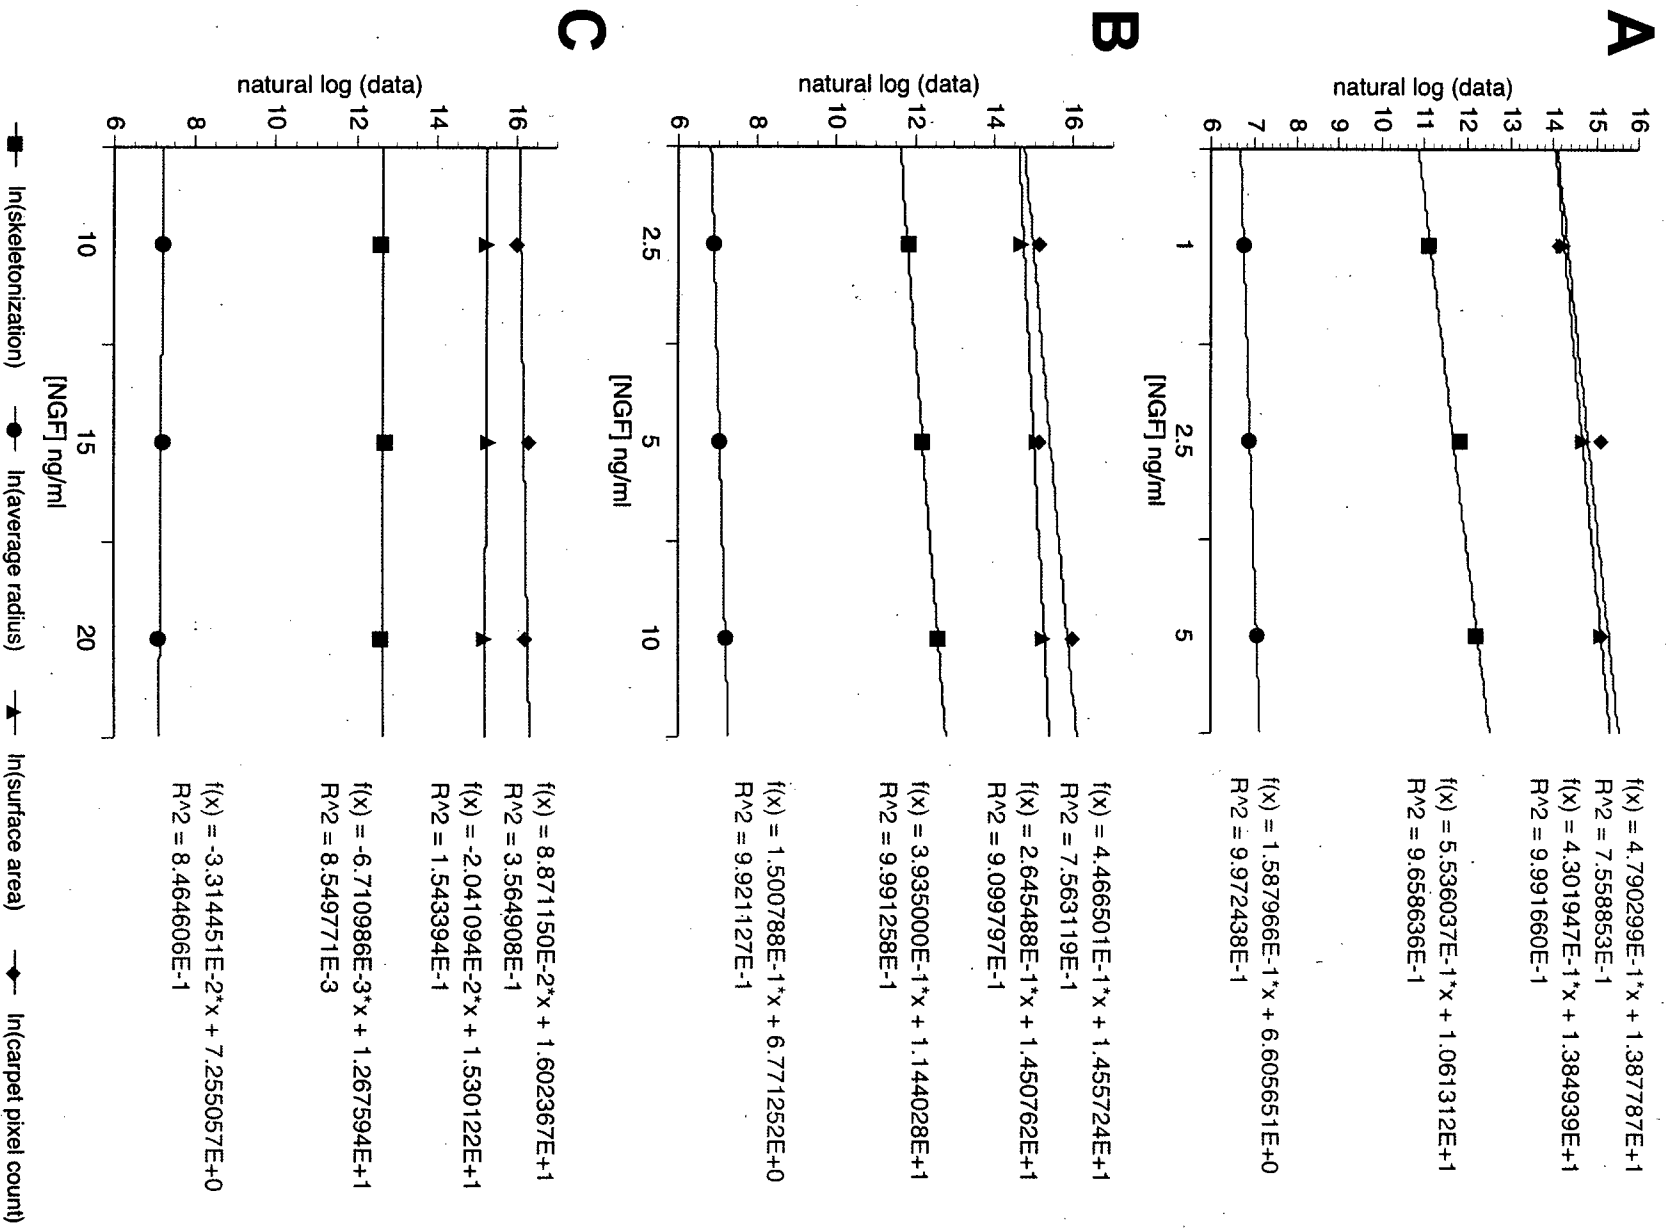 A
natural log (data)
16
15
14
13
12
11
10
9
8
7
6
1
2.5
5
[NGF] ng/ml
f(x) = 4.790299E-1*x + 1.387787E+1
R^2 = 7.558853E-1
f(x) = 4.301947E-1*x + 1.384939E+1
R^2 = 9.991660E-1
f(x) = 5.536037E-1*x + 1.061312E+1
R^2 = 9.658636E-1
f(x) = 1.587966E-1*x + 6.605651E+0
R^2 = 9.972438E-1
B
natural log (data)
16
14
12
10
8
6
2.5
5
10
[NGF] ng/ml
f(x) = 4.466501E-1*x + 1.455724E+1
R^2 = 7.563119E-1
f(x) = 2.645488E-1*x + 1.450762E+1
R^2 = 9.099797E-1
f(x) = 3.935000E-1*x + 1.144028E+1
R^2 = 9.991258E-1
f(x) = 1.500788E-1*x + 6.771252E+0
R^2 = 9.921127E-1
C
natural log (data)
16
14
12
10
8
6
10
15
20
[NGF] ng/ml
f(x) = 8.871150E-2*x + 1.602367E+1
R^2 = 3.564908E-1
f(x) = -2.041094E-2*x + 1.530122E+1
R^2 = 1.543394E-1
f(x) = -6.710986E-3*x + 1.267594E+1
R^2 = 8.549771E-3
f(x) = -3.314451E-2*x + 7.255057E+0
R^2 = 8.464606E-1
ln(skeletonization) ln(average radius) ln(surface area) ln(carpet pixel count)